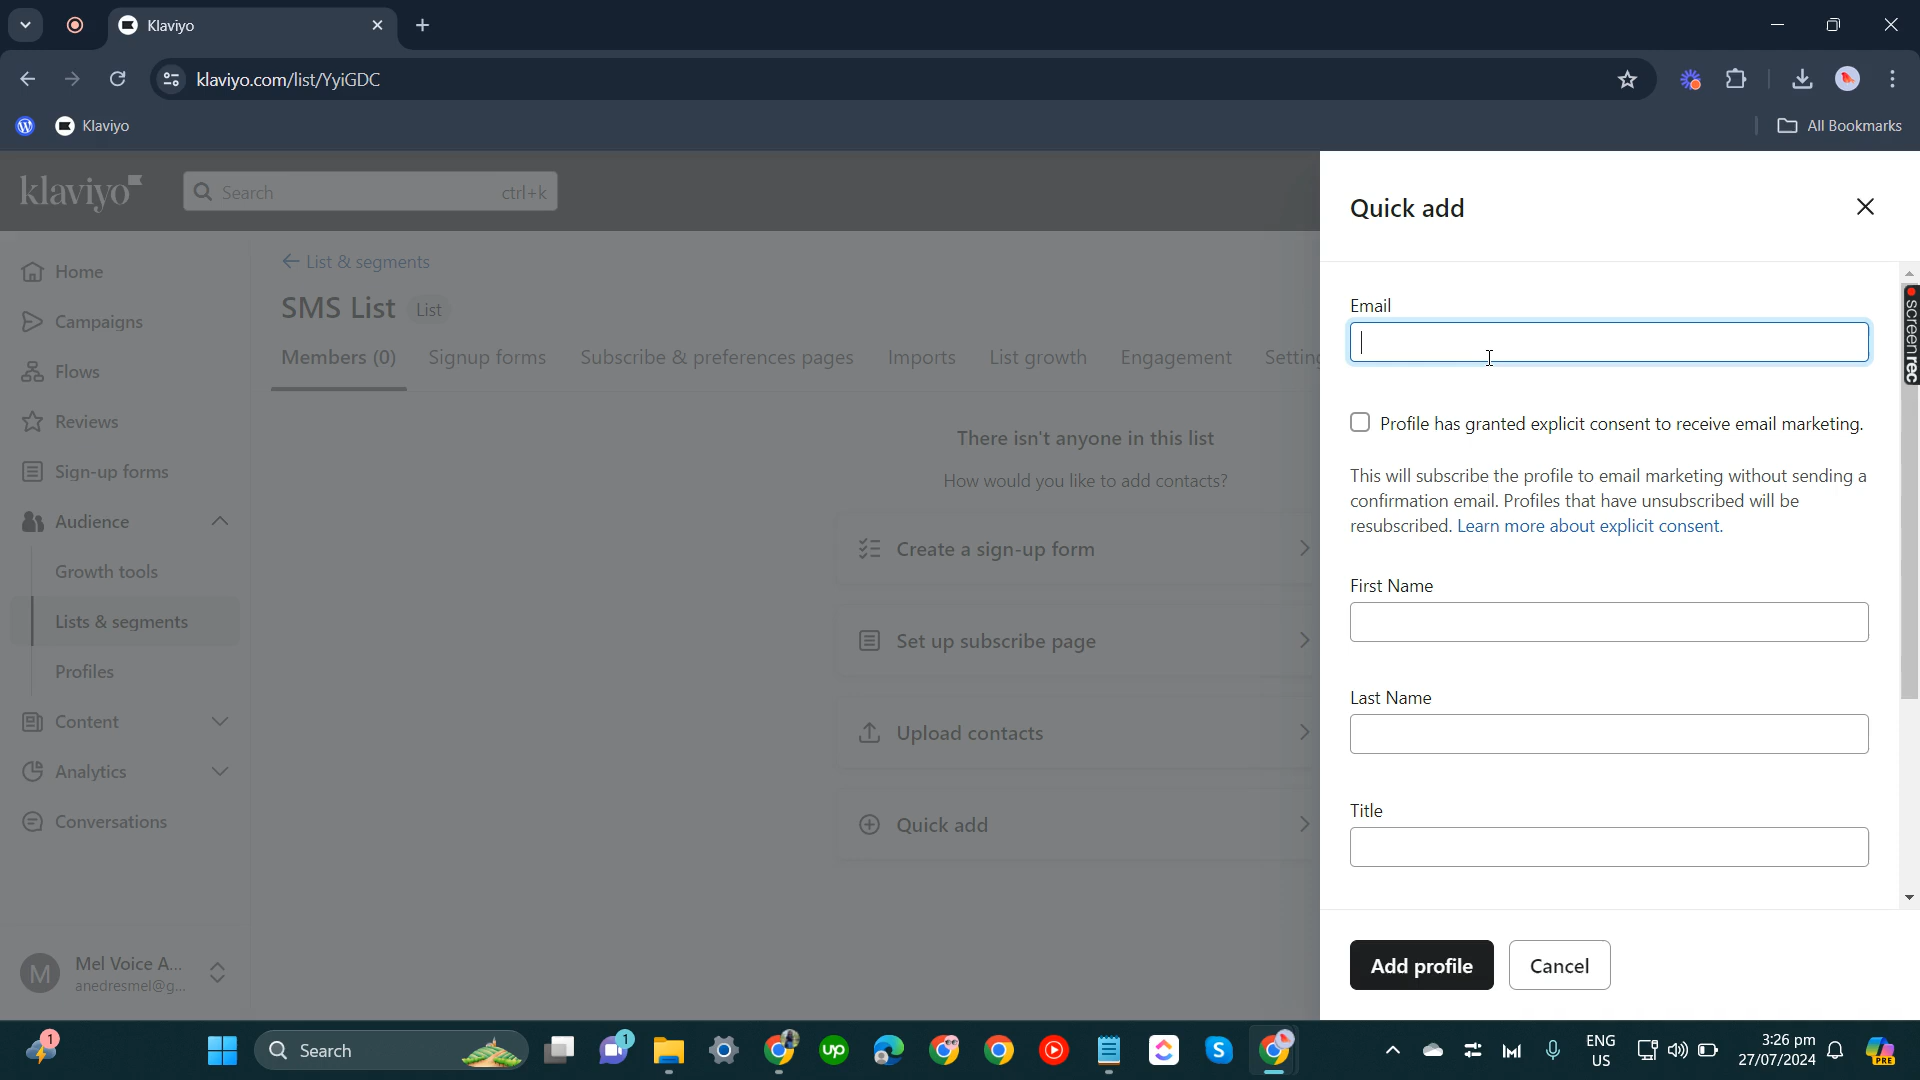 Klaviyo
klaviyo.com/list/YyiGDC
Klaviyo
All Bookmarks
klaviyo
Search
ctrl+k
Home
Campaigns
Flows
Reviews
Sign-up forms
Audience
Growth tools
Lists & segments
Profiles
Content
Analytics
Conversations
M
Mel Voice A...
anedresmel@g...
List & segments
SMS List List
Members (0) Signup forms Subscribe & preferences pages Imports List growth Engagement Setting
There isn't anyone in this list
How would you like to add contacts?
Create a sign-up form
Set up subscribe page
Upload contacts
Quick add
Quick add
Email
Profile has granted explicit consent to receive email marketing.
This will subscribe the profile to email marketing without sending a
confirmation email. Profiles that have unsubscribed will be
resubscribed. Learn more about explicit consent.
First Name
Last Name
Title
Add profile
Cancel
screenrec
1
Search
1
up
ENG
US
3:26 pm
27/07/2024
PRE